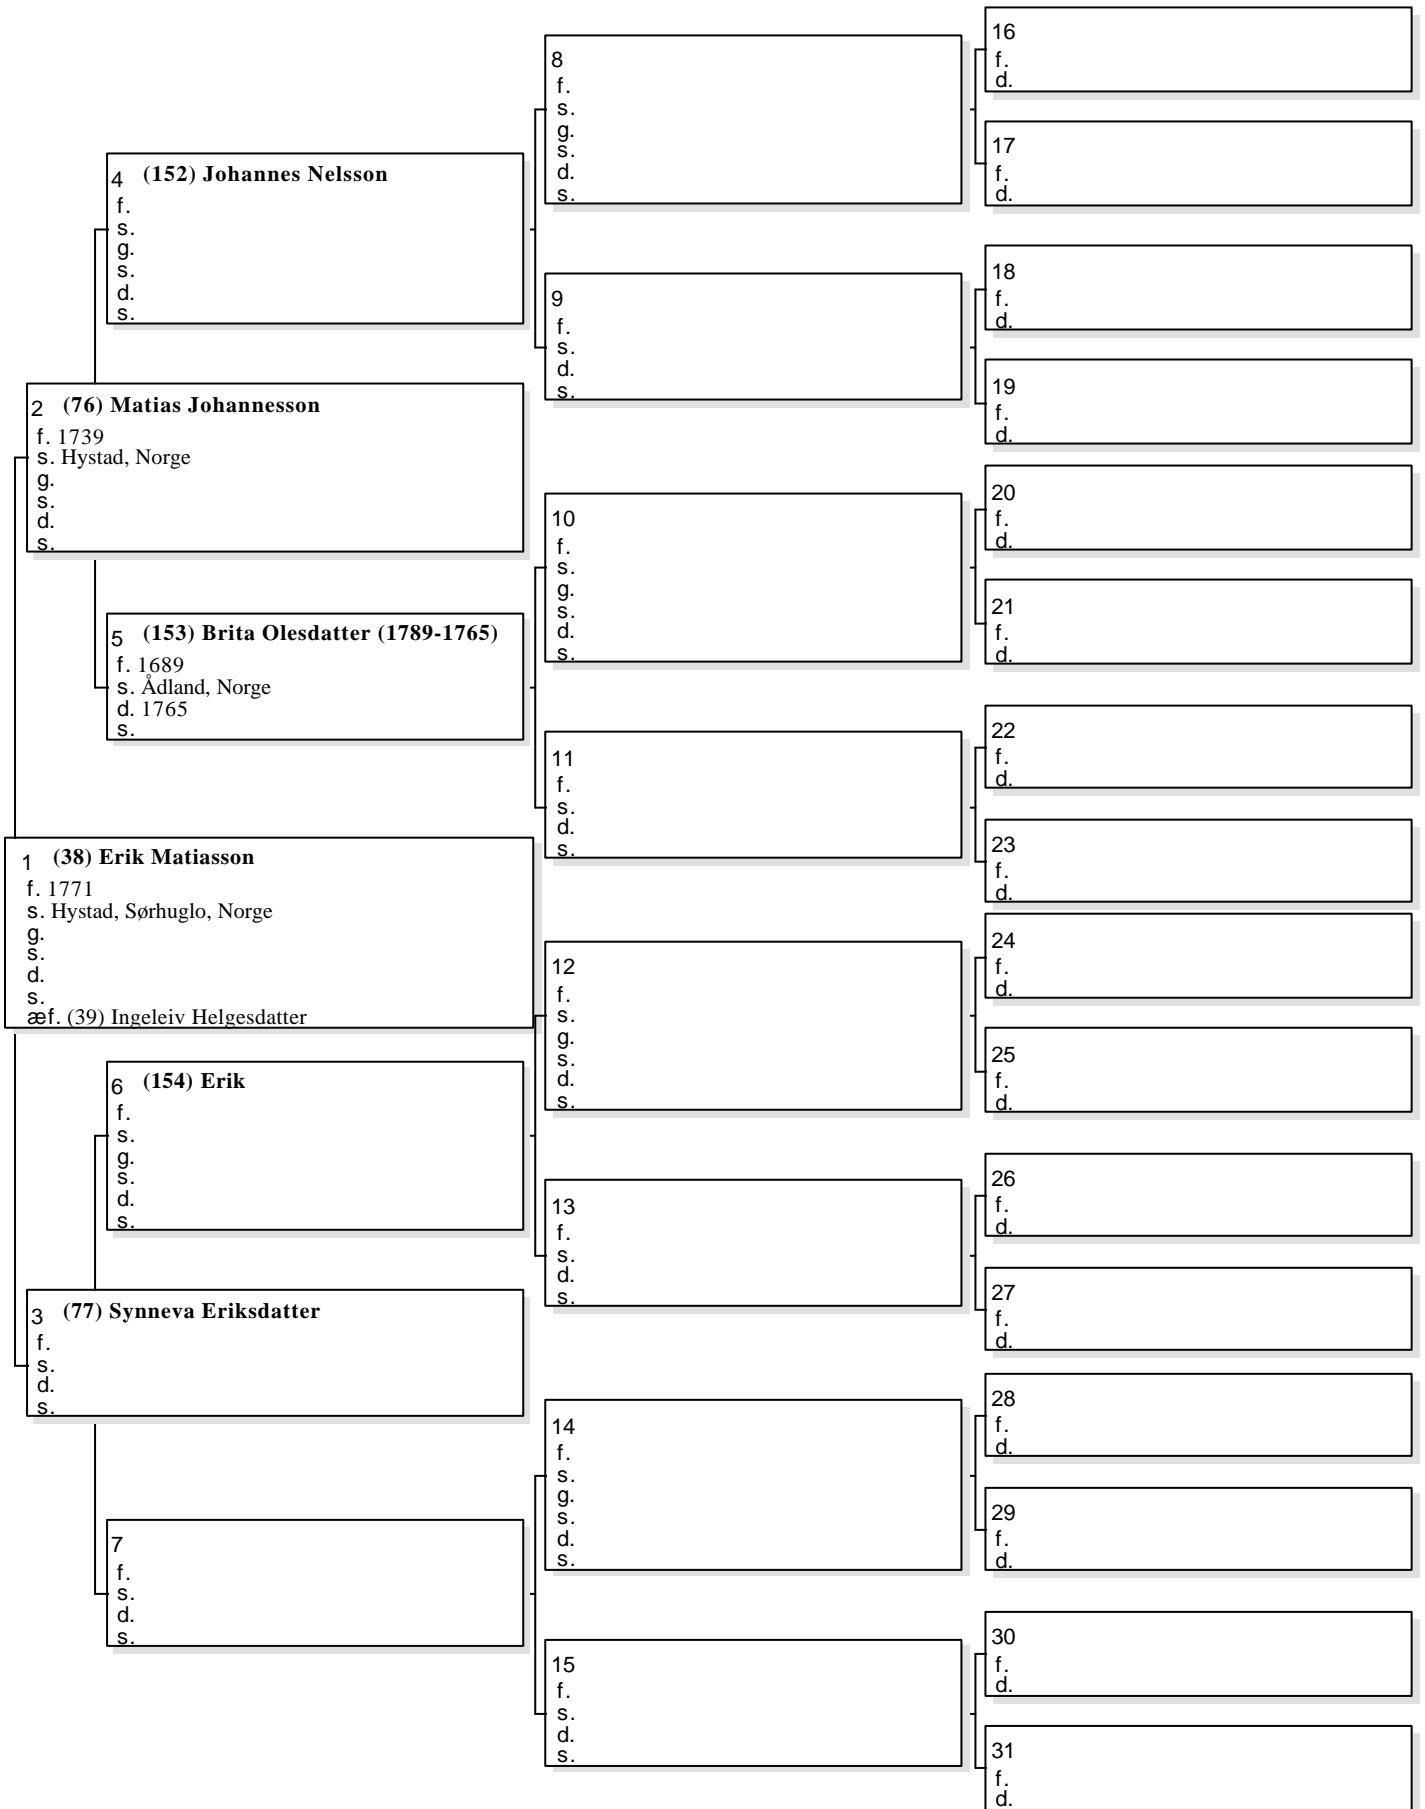 16
f.
d.
8
f.
s.
g.
s.
d.
s.
17
f.
d.
4 (152) Johannes Nelsson
f.
s.
g.
s.
d.
s.
18
f.
d.
9
f.
s.
d.
s.
19
f.
d.
2 (76) Matias Johannesson
f. 1739
s. Hystad, Norge
g.
s.
d.
s.
20
f.
d.
10
f.
s.
g.
s.
d.
s.
21
f.
d.
5 (153) Brita Olesdatter (1789-1765)
f. 1689
s. Ådland, Norge
d. 1765
s.
22
f.
d.
11
f.
s.
d.
s.
23
f.
d.
1 (38) Erik Matiasson
f. 1771
s. Hystad, Sørhuglo, Norge
g.
s.
d.
s.
æf. (39) Ingeleiv Helgesdatter
24
f.
d.
12
f.
s.
g.
s.
d.
s.
25
f.
d.
6 (154) Erik
f.
s.
g.
s.
d.
s.
26
f.
d.
13
f.
s.
d.
s.
27
f.
d.
3 (77) Synneva Eriksdatter
f.
s.
d.
s.
28
f.
d.
14
f.
s.
g.
s.
d.
s.
29
f.
d.
7
f.
s.
d.
s.
30
f.
d.
15
f.
s.
d.
s.
31
f.
d.